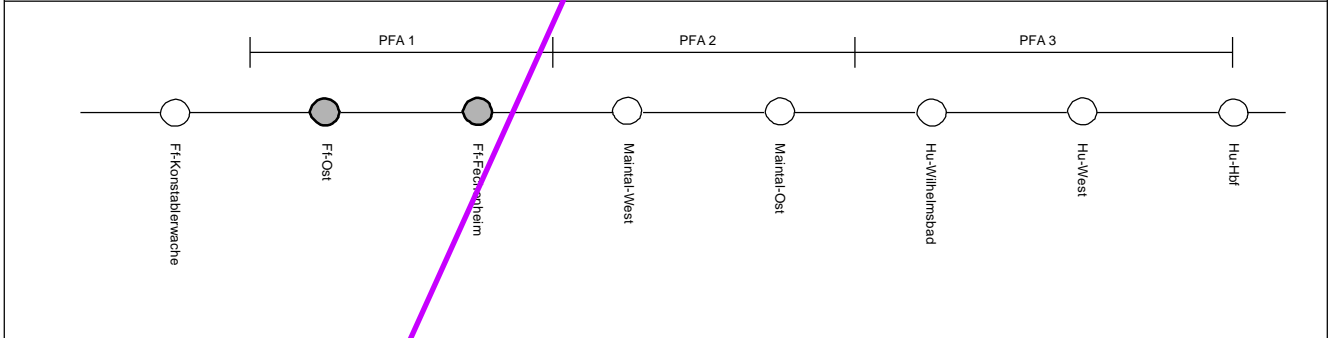 PFA 1
PFA 2
PFA 3
Ff-Konstablerwache
Ff-Ost
Ff-Fechenheim
Maintal-West
Maintal-Ost
Hu-Wilhelmsbad
Hu-West
Hu-Hbf